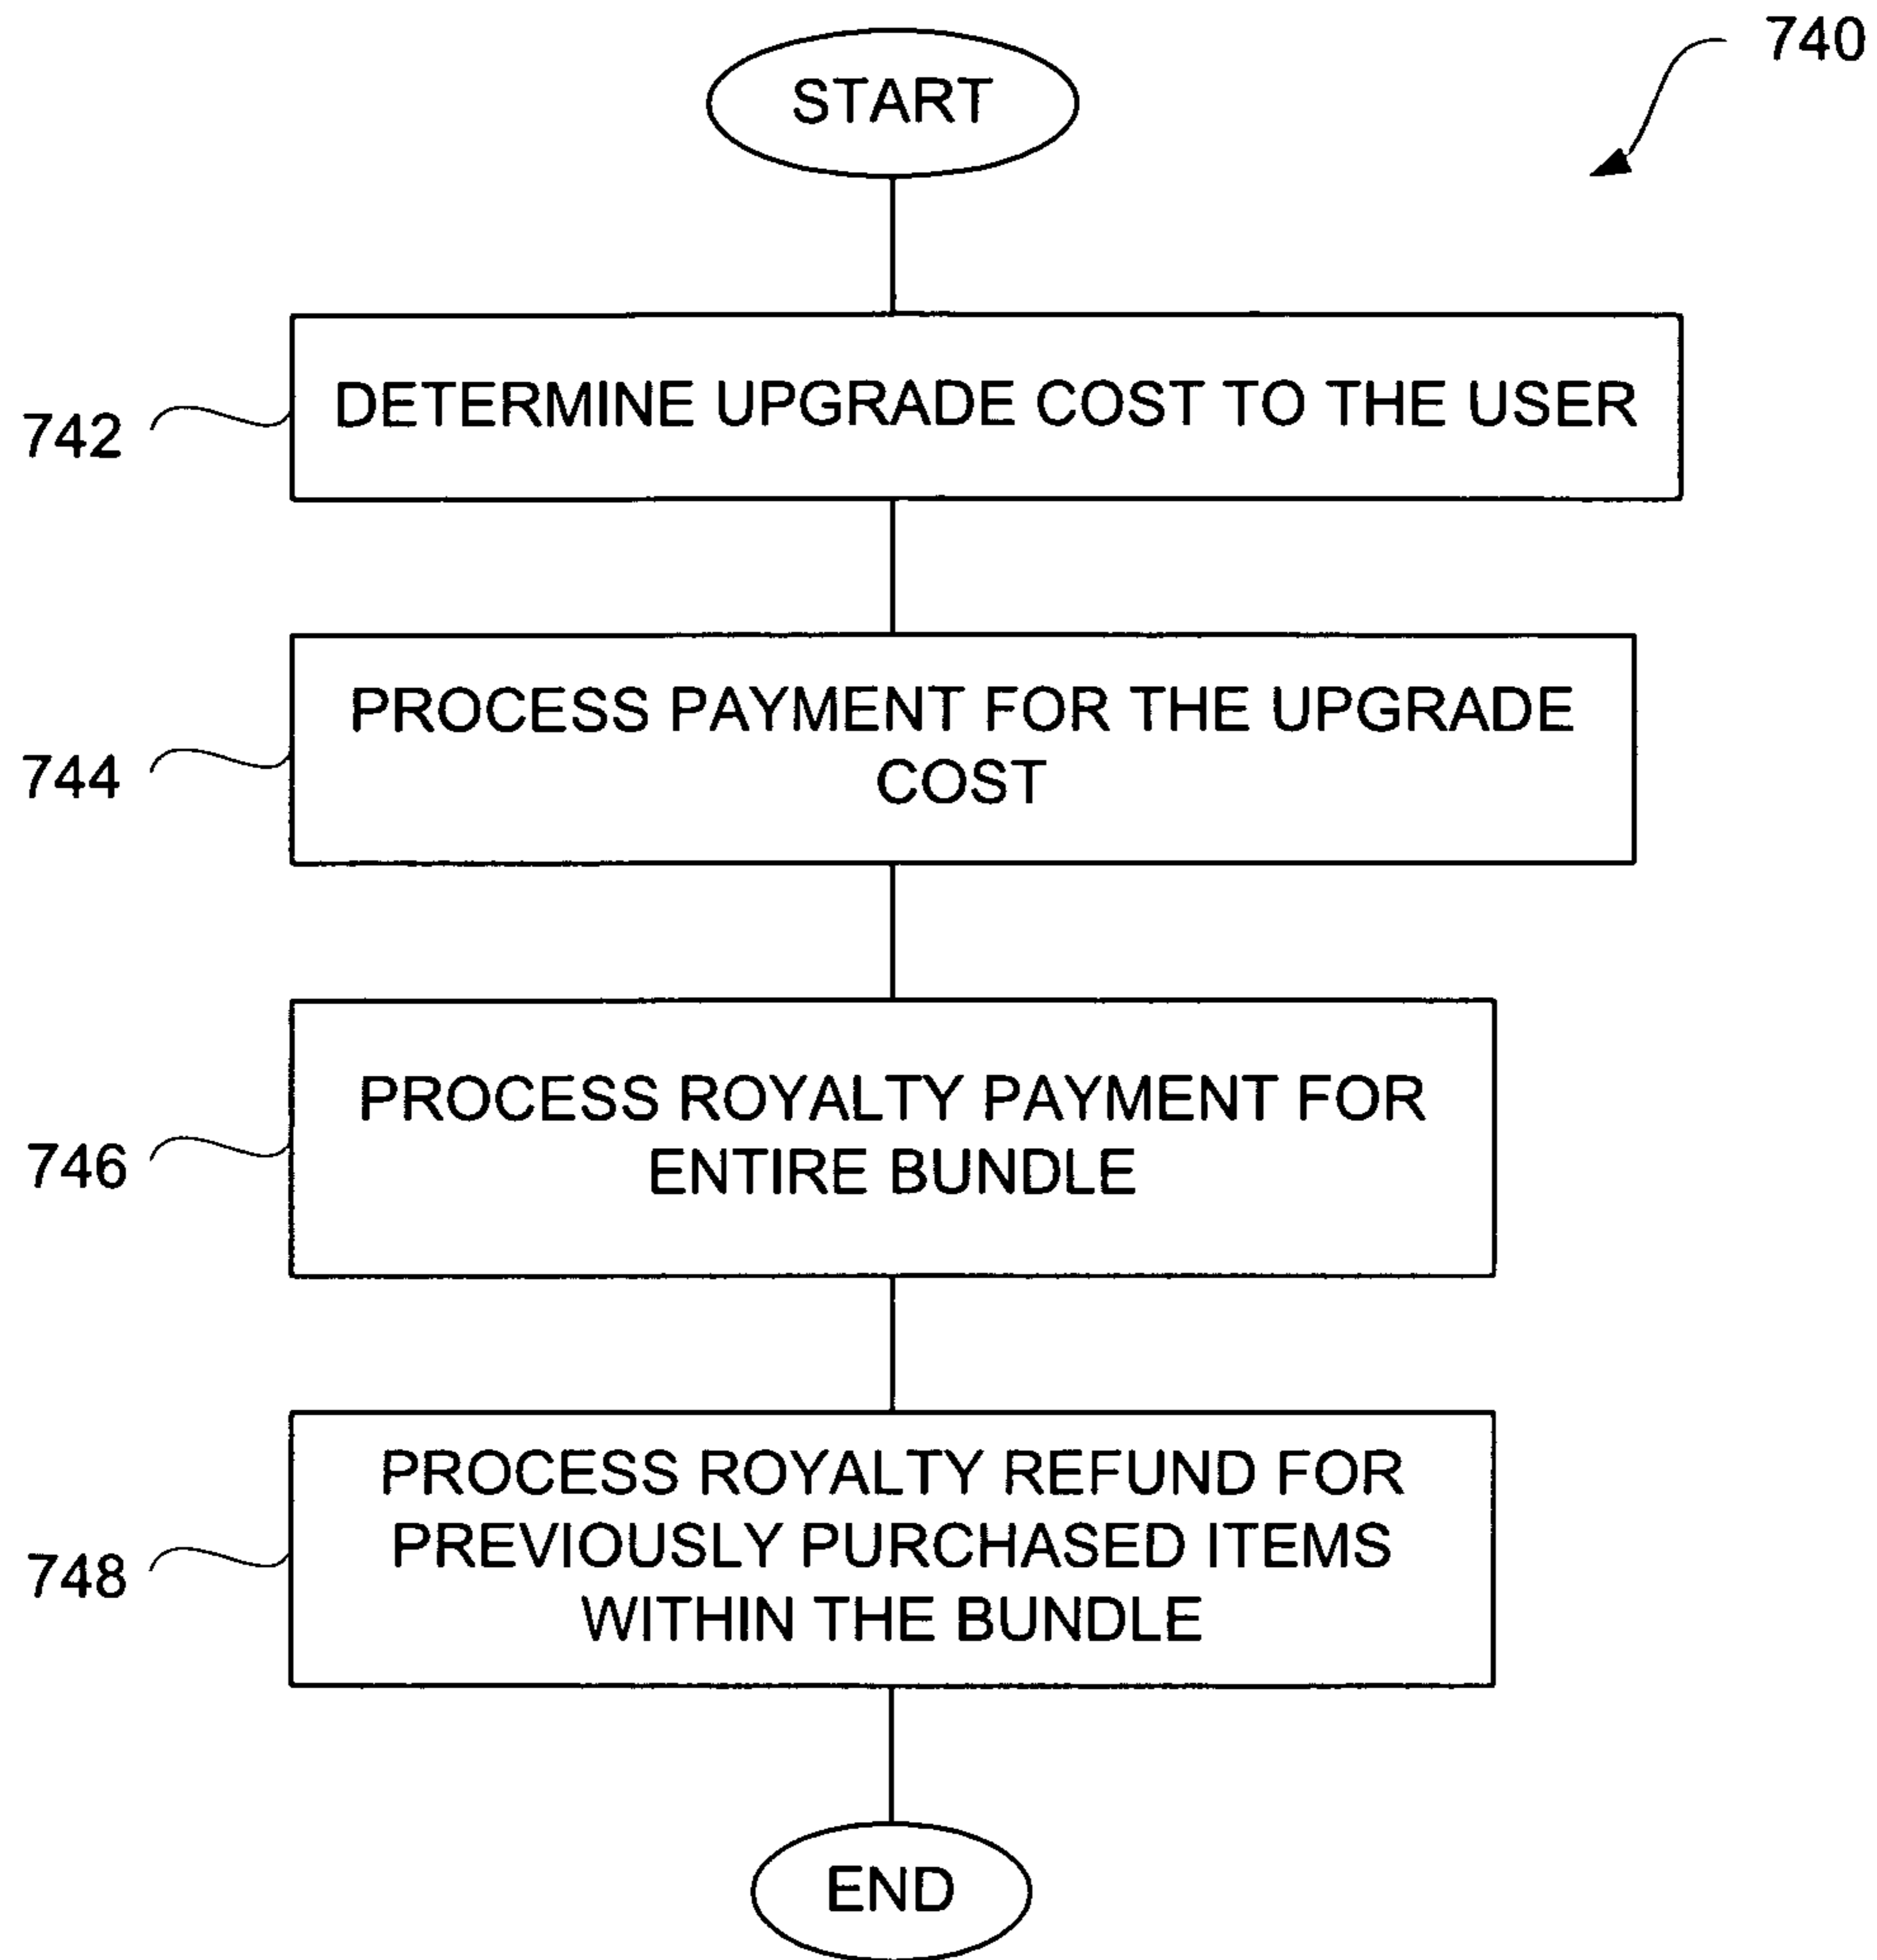 740
START
742
DETERMINE UPGRADE COST TO THE USER
744
PROCESS PAYMENT FOR THE UPGRADE
COST
746
PROCESS ROYALTY PAYMENT FOR
ENTIRE BUNDLE
748
PROCESS ROYALTY REFUND FOR
PREVIOUSLY PURCHASED ITEMS
WITHIN THE BUNDLE
END